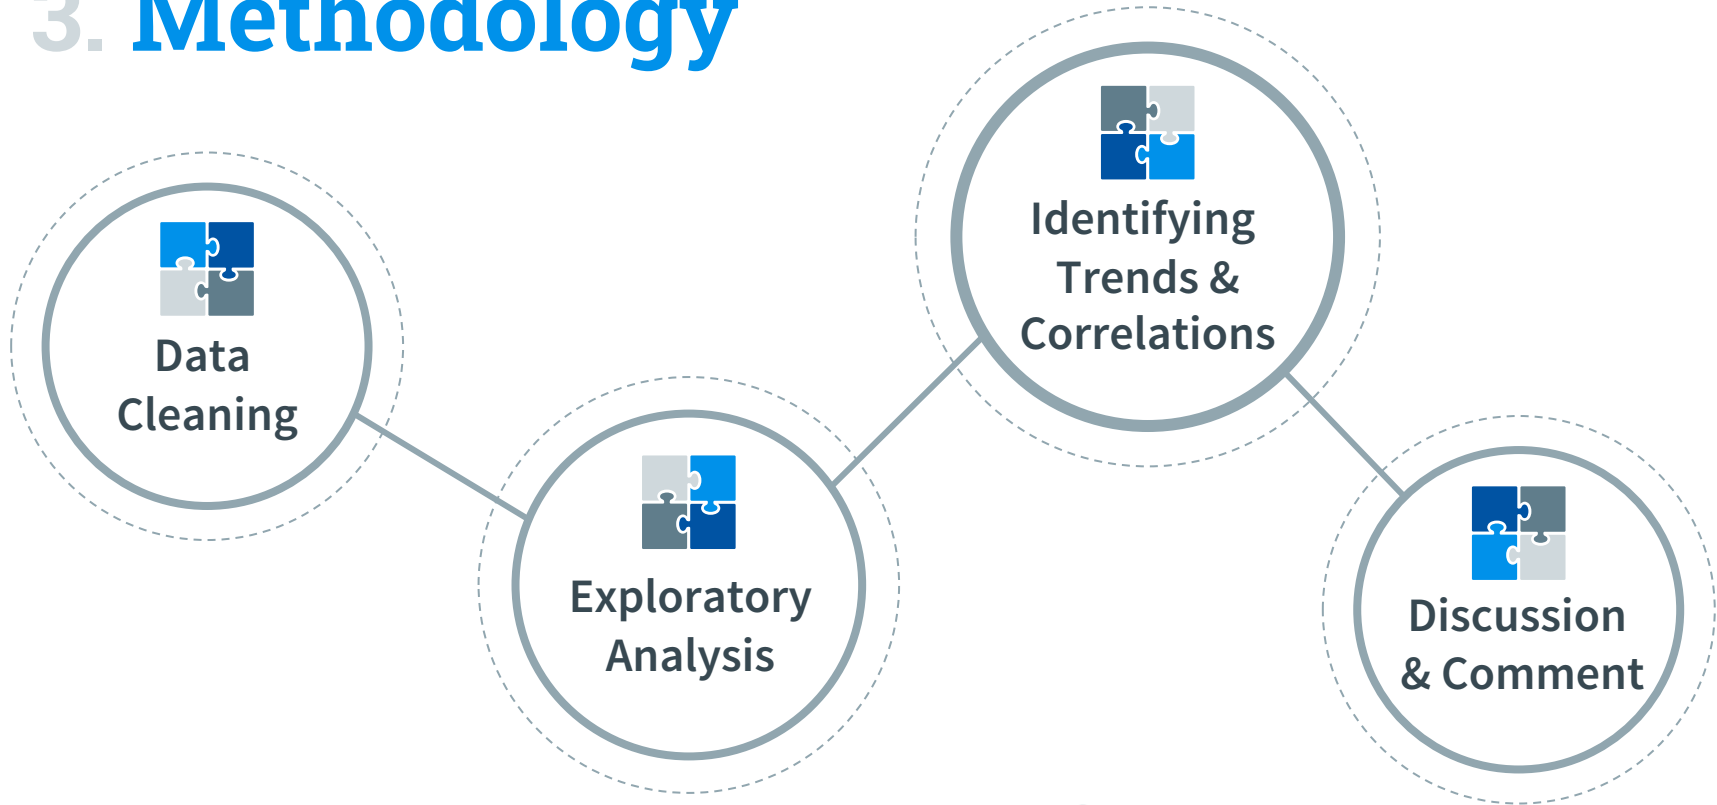 3. Methodology
Data
Cleaning
Exploratory
Analysis
Identifying
Trends &
Correlations
Discussion
& Comment